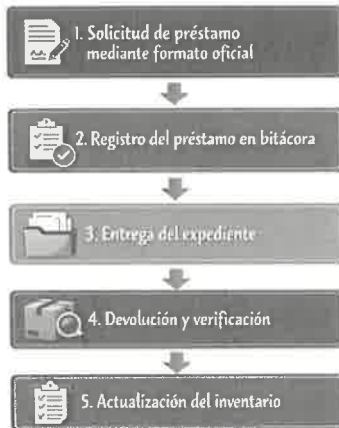 1. Solicitud de préstamo
mediante formato oficial
2. Registro del préstamo en bitácora
3. Entrega del expediente
4. Devolución y verificación
5. Actualización del inventario